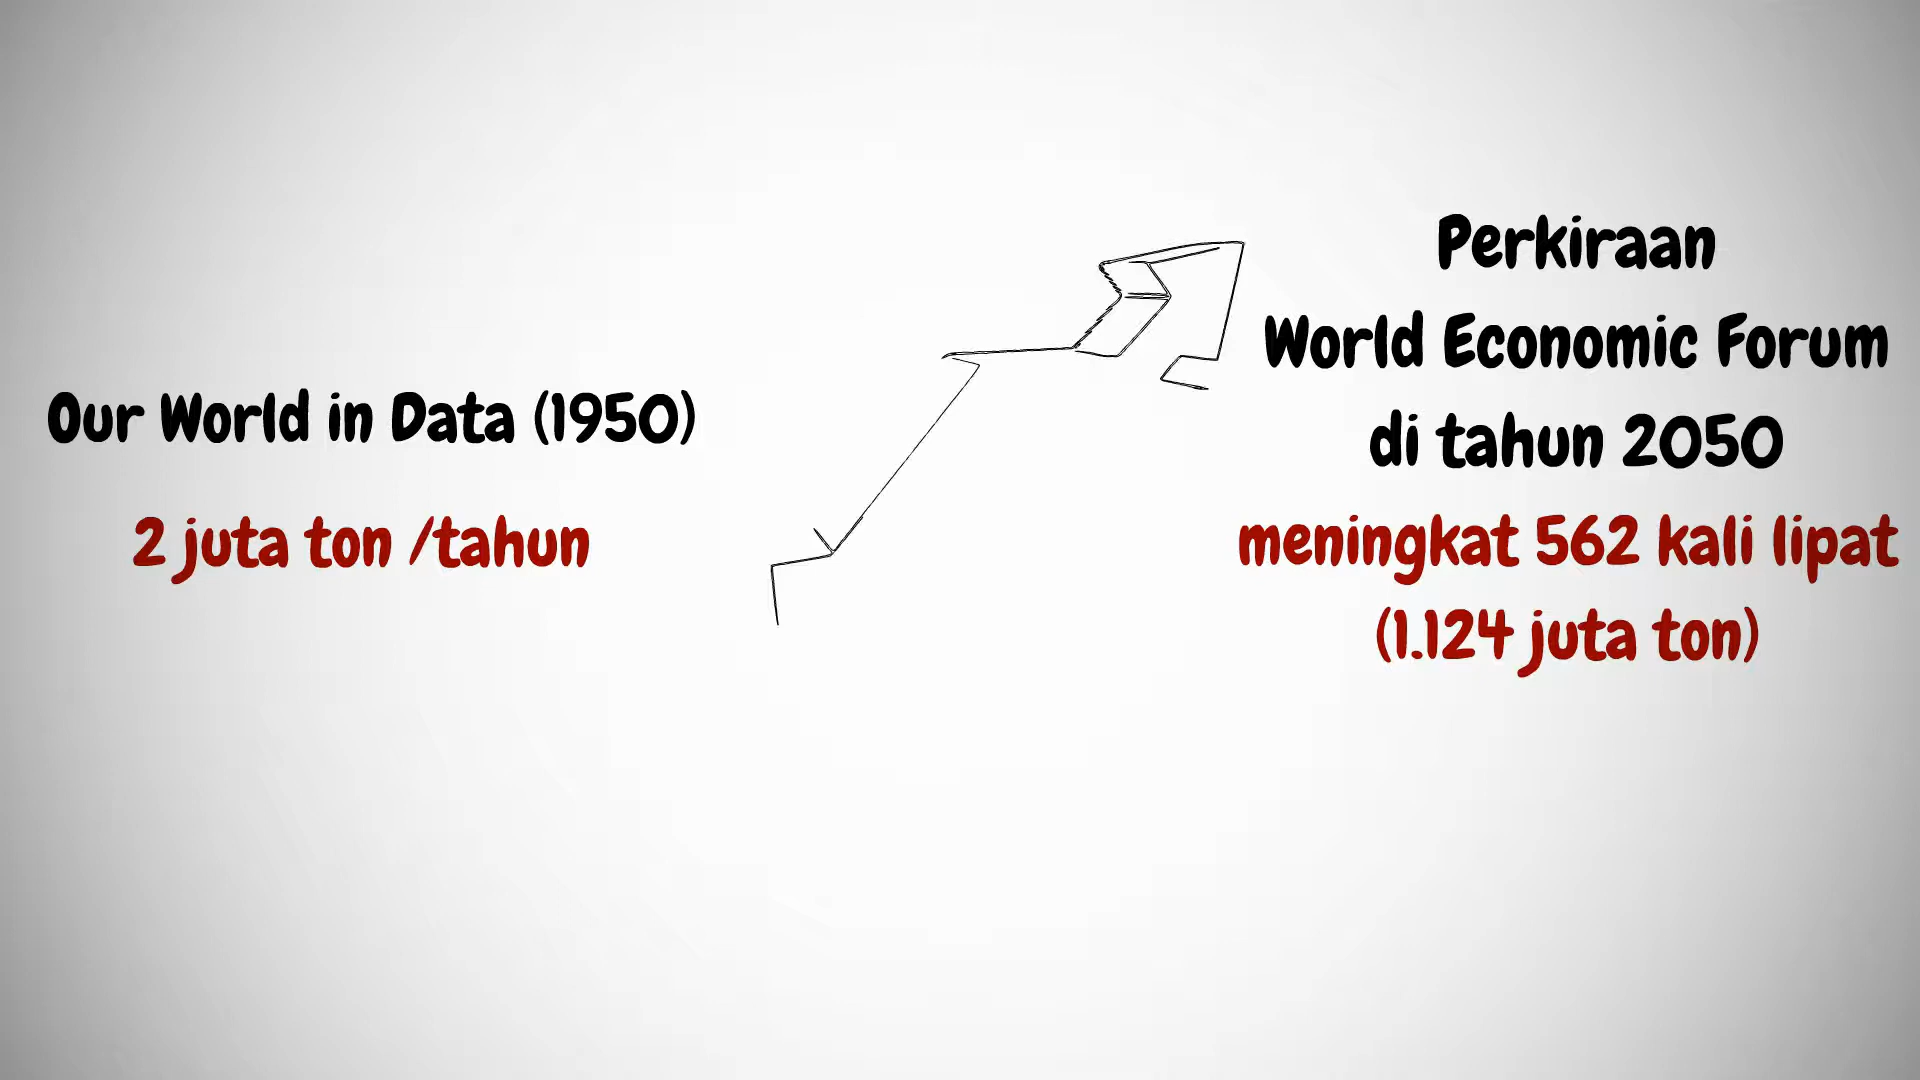 Our World in Data (1950)
2 juta ton /tahun
Perkiraan
World Economic Forum
di tahun 2050
meningkat 562 kali lipat
(1.124 juta ton)